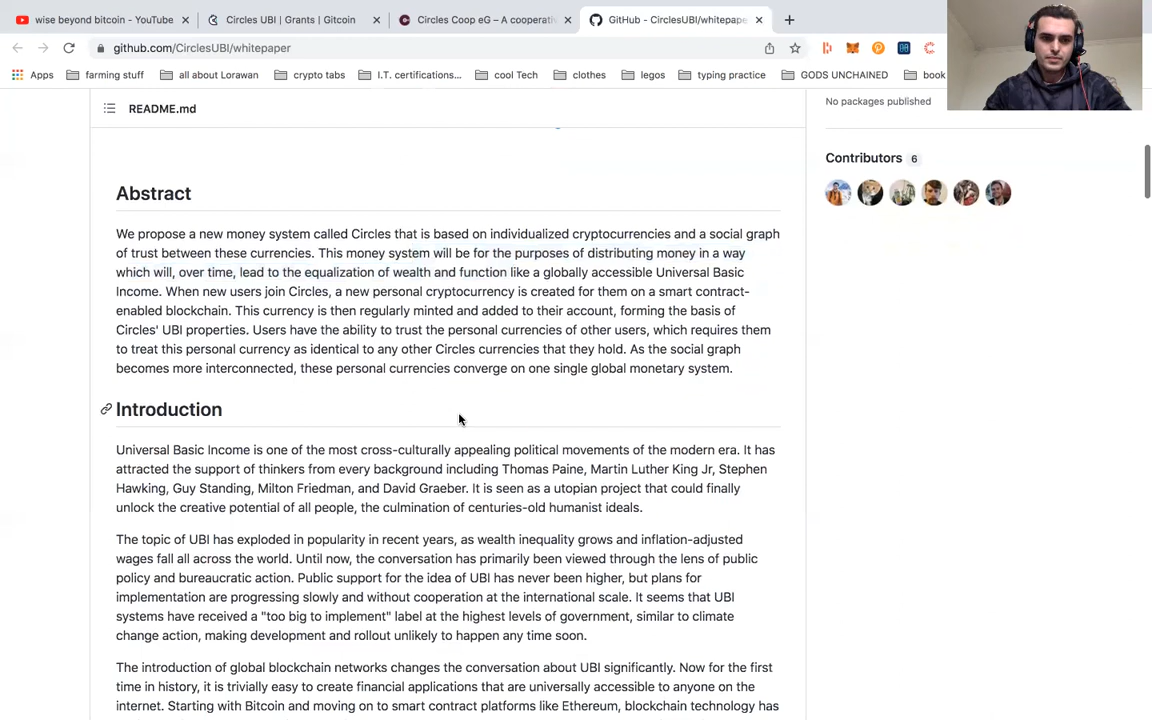 wise beyond bitcoin - YouTube
Circles UBI | Grants | Gitcoin
Circles Coop eG – A cooperativ
GitHub - CirclesUBI/whitepape
github.com/CirclesUBI/whitepaper
Apps
farming stuff
all about Lorawan
crypto tabs
I.T. certifications...
cool Tech
clothes
legos
typing practice
GODS UNCHAINED
book
README.md
No packages published
Contributors 6
Abstract
We propose a new money system called Circles that is based on individualized cryptocurrencies and a social graph
of trust between these currencies. This money system will be for the purposes of distributing money in a way
which will, over time, lead to the equalization of wealth and function like a globally accessible Universal Basic
Income. When new users join Circles, a new personal cryptocurrency is created for them on a smart contract-
enabled blockchain. This currency is then regularly minted and added to their account, forming the basis of
Circles' UBI properties. Users have the ability to trust the personal currencies of other users, which requires them
to treat this personal currency as identical to any other Circles currencies that they hold. As the social graph
becomes more interconnected, these personal currencies converge on one single global monetary system.
Introduction
Universal Basic Income is one of the most cross-culturally appealing political movements of the modern era. It has
attracted the support of thinkers from every background including Thomas Paine, Martin Luther King Jr, Stephen
Hawking, Guy Standing, Milton Friedman, and David Graeber. It is seen as a utopian project that could finally
unlock the creative potential of all people, the culmination of centuries-old humanist ideals.
The topic of UBI has exploded in popularity in recent years, as wealth inequality grows and inflation-adjusted
wages fall all across the world. Until now, the conversation has primarily been viewed through the lens of public
policy and bureaucratic action. Public support for the idea of UBI has never been higher, but plans for
implementation are progressing slowly and without cooperation at the international scale. It seems that UBI
systems have received a "too big to implement" label at the highest levels of government, similar to climate
change action, making development and rollout unlikely to happen any time soon.
The introduction of global blockchain networks changes the conversation about UBI significantly. Now for the first
time in history, it is trivially easy to create financial applications that are universally accessible to anyone on the
internet. Starting with Bitcoin and moving on to smart contract platforms like Ethereum, blockchain technology has